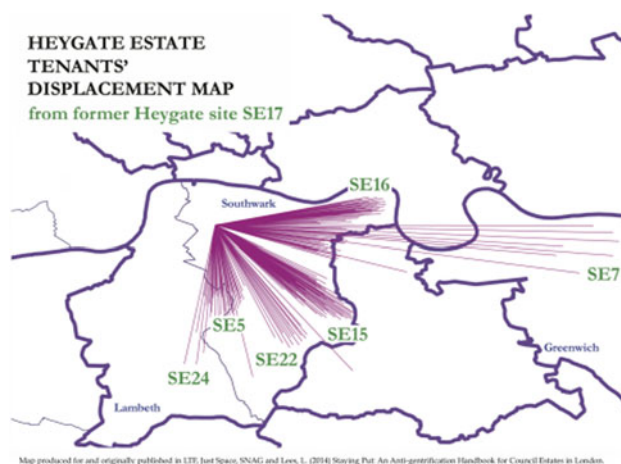 HEYGATE ESTATE
TENANTS'
DISPLACEMENT MAP
from former Heygate site SE17
SE16
Southwark
SE7
SE5
SE15
SE22
Greenwich
SE24
Lambeth
Map produced for and originally published in LTF, Just Space, SNAG and Lees, L. (2014) Staying Put: An Anti-gentrification Handbook for Council Estates in London.